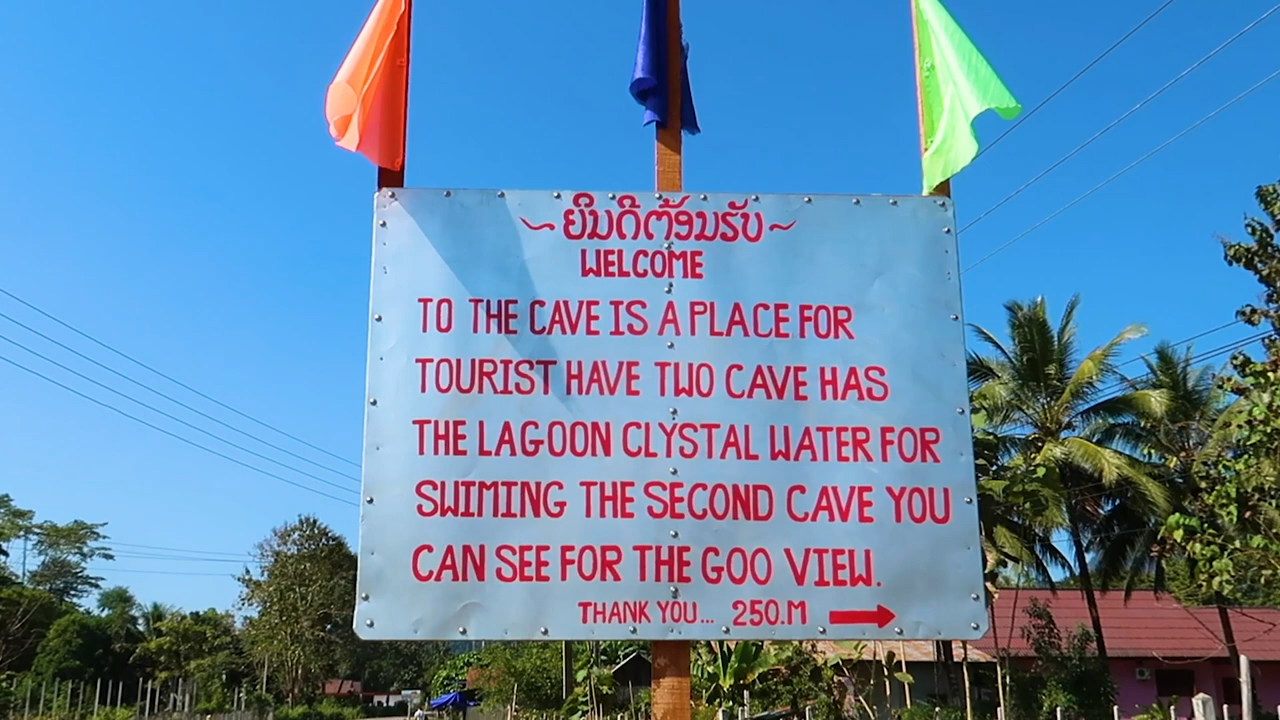 ~ຍິນດີຕ້ອນຮັບ~
WELCOME
TO THE CAVE IS A PLACE FOR
TOURIST HAVE TWO CAVE HAS
THE LAGOON CLYSTAL WATER FOR
SWIMING THE SECOND CAVE YOU
CAN SEE FOR THE GOO VIEW.
THANK YOU... 250.M